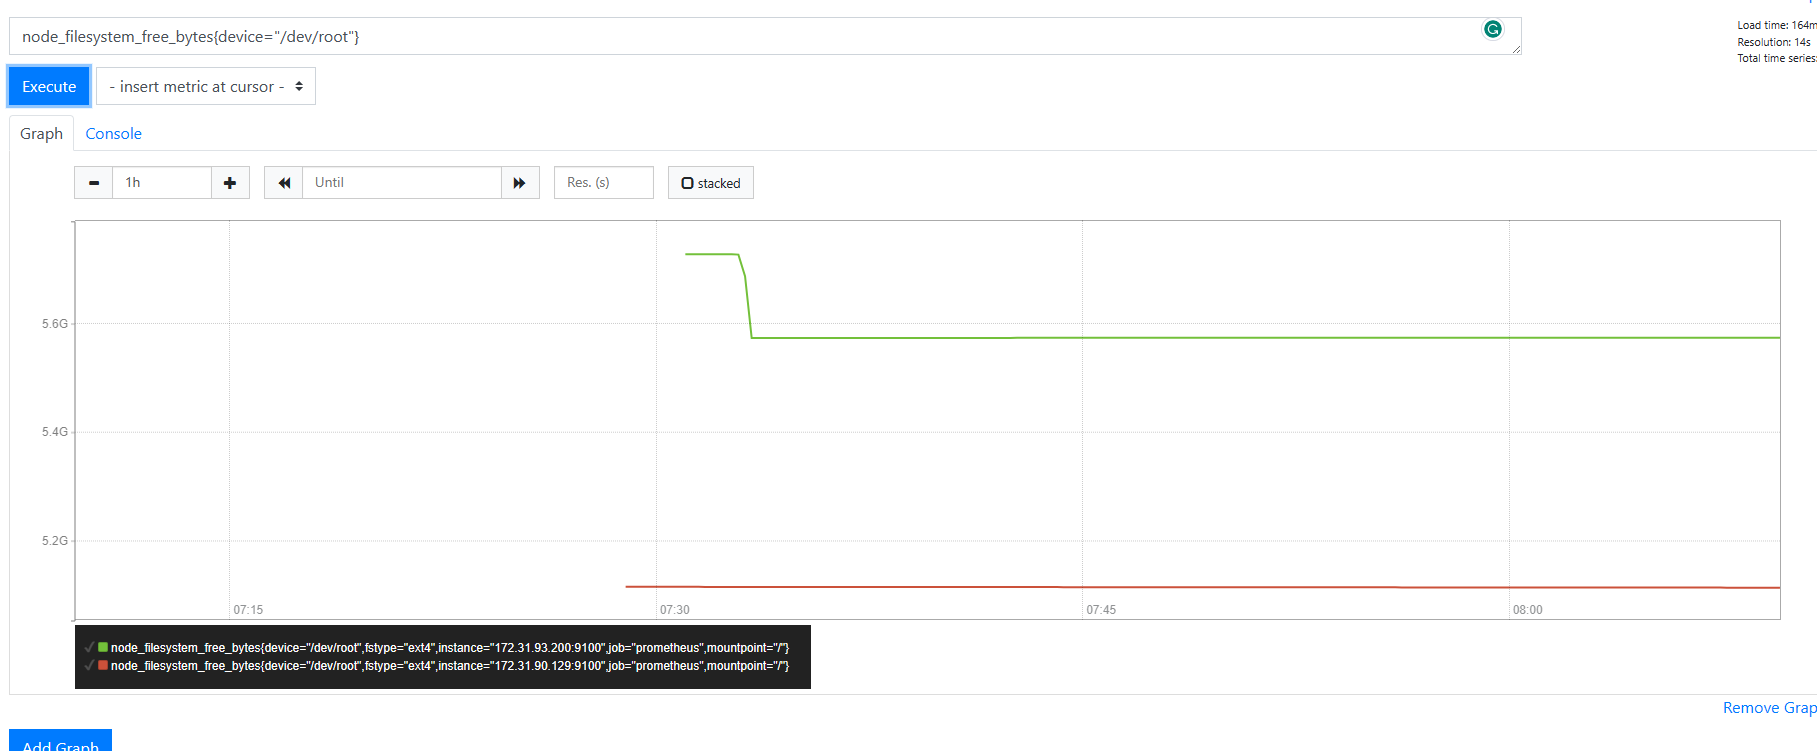 node_filesystem_free_bytes{device="/dev/root"}
Load time: 164m
Resolution: 14s
Total time series:
Execute
- insert metric at cursor -
Graph
Console
1h
Until
Res. (s)
stacked
5.6G
5.4G
5.2G
07:15
07:30
07:45
08:00
node_filesystem_free_bytes{device="/dev/root",fstype="ext4",instance="172.31.93.200:9100",job="prometheus",mountpoint="/"}
node_filesystem_free_bytes{device="/dev/root",fstype="ext4",instance="172.31.90.129:9100",job="prometheus",mountpoint="/"}
Remove Grap
Add Graph